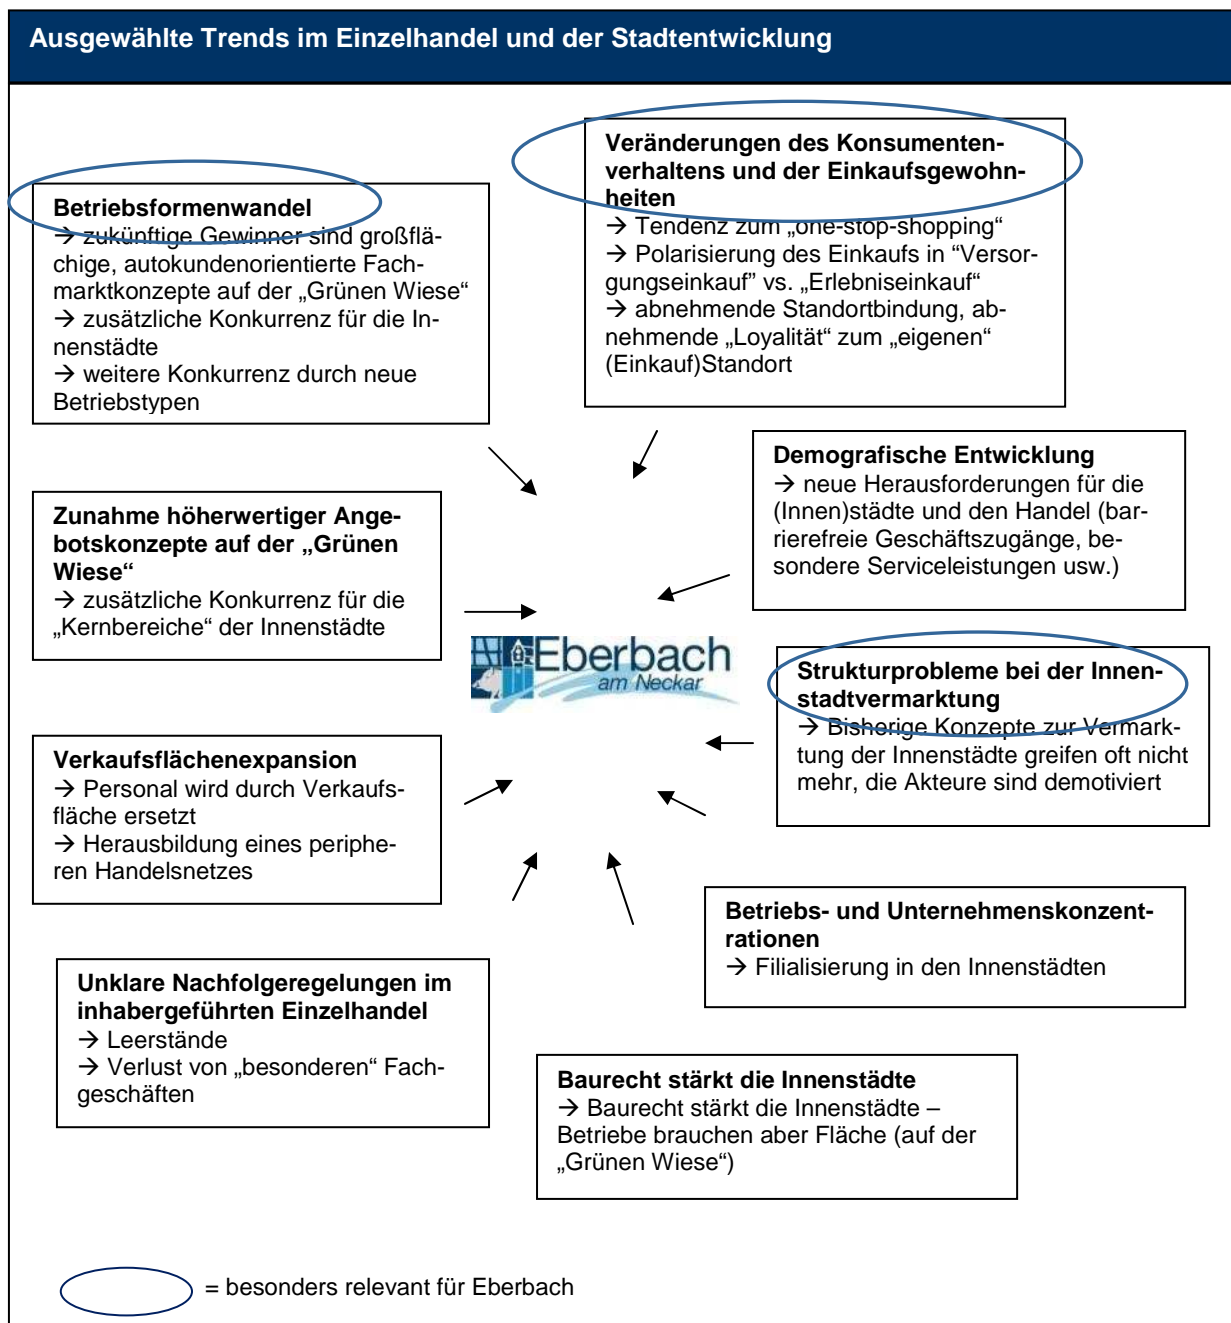 Ausgewählte Trends im Einzelhandel und der Stadtentwicklung
Betriebsformenwandel
→ zukünftige Gewinner sind großflä-
chige, autokundenorientierte Fach-
marktkonzepte auf der „Grünen Wiese“
→ zusätzliche Konkurrenz für die In-
nenstädte
→ weitere Konkurrenz durch neue
Betriebstypen
Veränderungen des Konsumenten-
verhaltens und der Einkaufsgewohn-
heiten
→ Tendenz zum „one-stop-shopping“
→ Polarisierung des Einkaufs in “Versor-
gungseinkauf” vs. „Erlebniseinkauf“
→ abnehmende Standortbindung, ab-
nehmende „Loyalität“ zum „eigenen“
(Einkauf)Standort
Demografische Entwicklung
→ neue Herausforderungen für die
(Innen)städte und den Handel (bar-
rierefreie Geschäftszugänge, be-
sondere Serviceleistungen usw.)
Zunahme höherwertiger Ange-
botskonzepte auf der „Grünen
Wiese“
→ zusätzliche Konkurrenz für die
„Kernbereiche“ der Innenstädte
Eberbach
am Neckar
Strukturprobleme bei der Innen-
stadtvermarktung
→ Bisherige Konzepte zur Vermark-
tung der Innenstädte greifen oft nicht
mehr, die Akteure sind demotiviert
Verkaufsflächenexpansion
→ Personal wird durch Verkaufs-
fläche ersetzt
→ Herausbildung eines periphe-
ren Handelsnetzes
Betriebs- und Unternehmenskonzent-
rationen
→ Filialisierung in den Innenstädten
Unklare Nachfolgeregelungen im
inhabergeführten Einzelhandel
→ Leerstände
→ Verlust von „besonderen“ Fach-
geschäften
Baurecht stärkt die Innenstädte
→ Baurecht stärkt die Innenstädte –
Betriebe brauchen aber Fläche (auf der
„Grünen Wiese“)
= besonders relevant für Eberbach